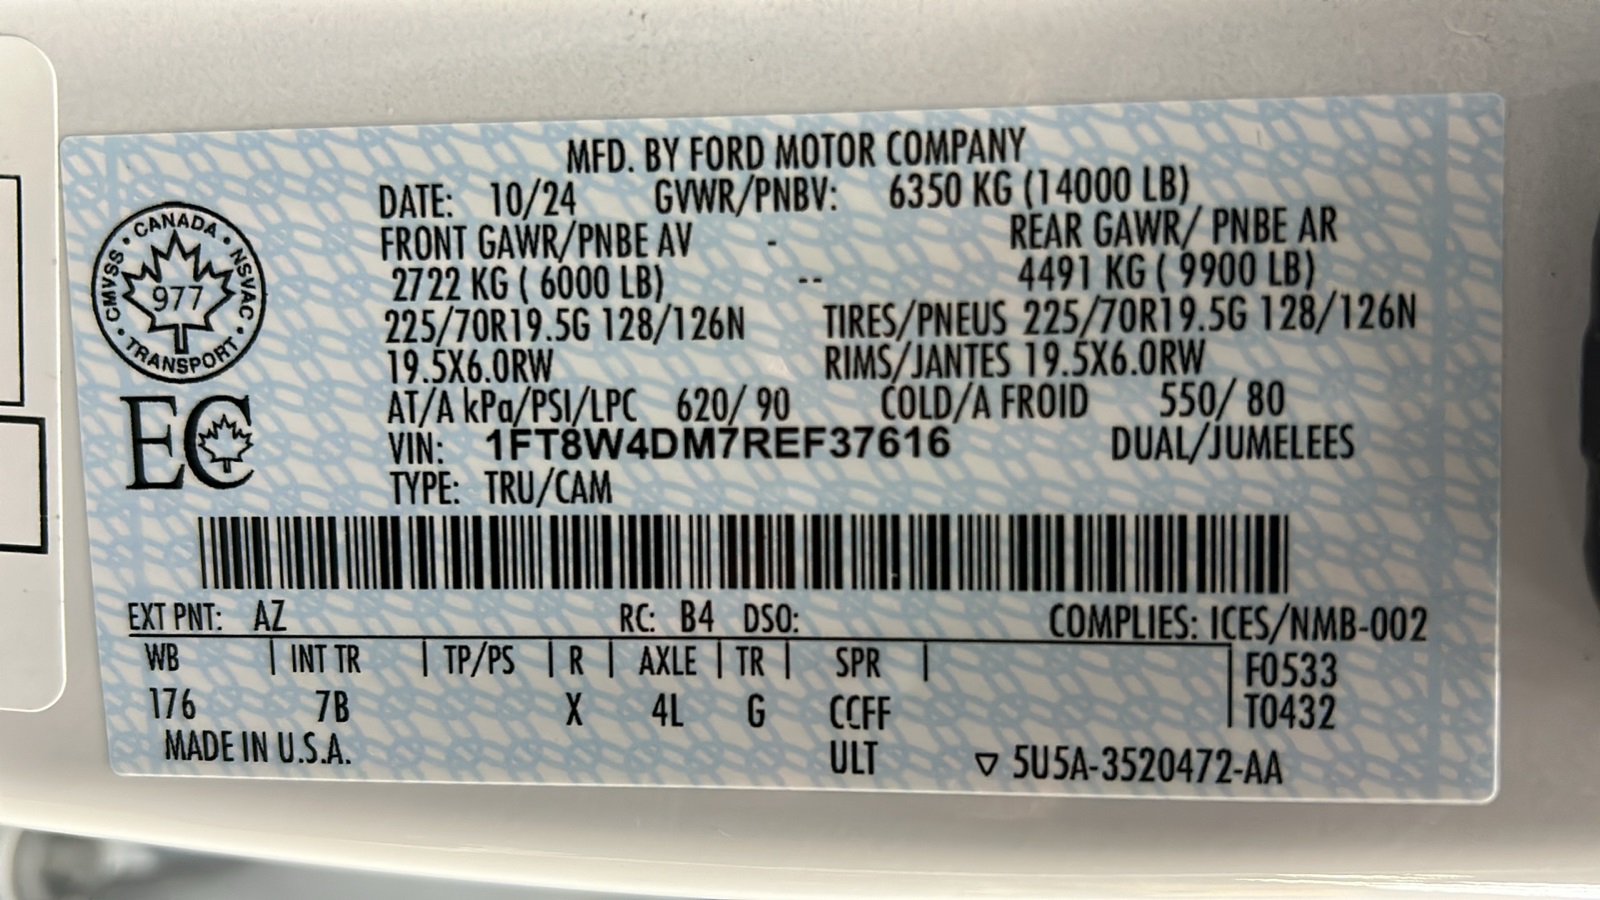 MFD. BY FORD MOTOR COMPANY
DATE: 10/24 GVWR/PNBV: 6350 KG (14000 LB)
FRONT GAWR/PNBE AV - REAR GAWR/ PNBE AR
2722 KG ( 6000 LB) -- 4491 KG ( 9900 LB)
225/70R19.5G 128/126N TIRES/PNEUS 225/70R19.5G 128/126N
19.5X6.0RW RIMS/JANTES 19.5X6.0RW
AT/A kPa/PSI/LPC 620/ 90 COLD/A FROID 550/ 80
VIN: 1FT8W4DM7REF37616 DUAL/JUMELEES
TYPE: TRU/CAM
CANADA • NSVAC • TRANSPORT • CMVSS •
977
EC
EXT PNT: AZ RC: B4 DSO: COMPLIES: ICES/NMB-002
WB | INT TR | TP/PS | R | AXLE | TR | SPR | F0533
176 7B X 4L G CCFF T0432
MADE IN U.S.A. ULT ▽ 5U5A-3520472-AA